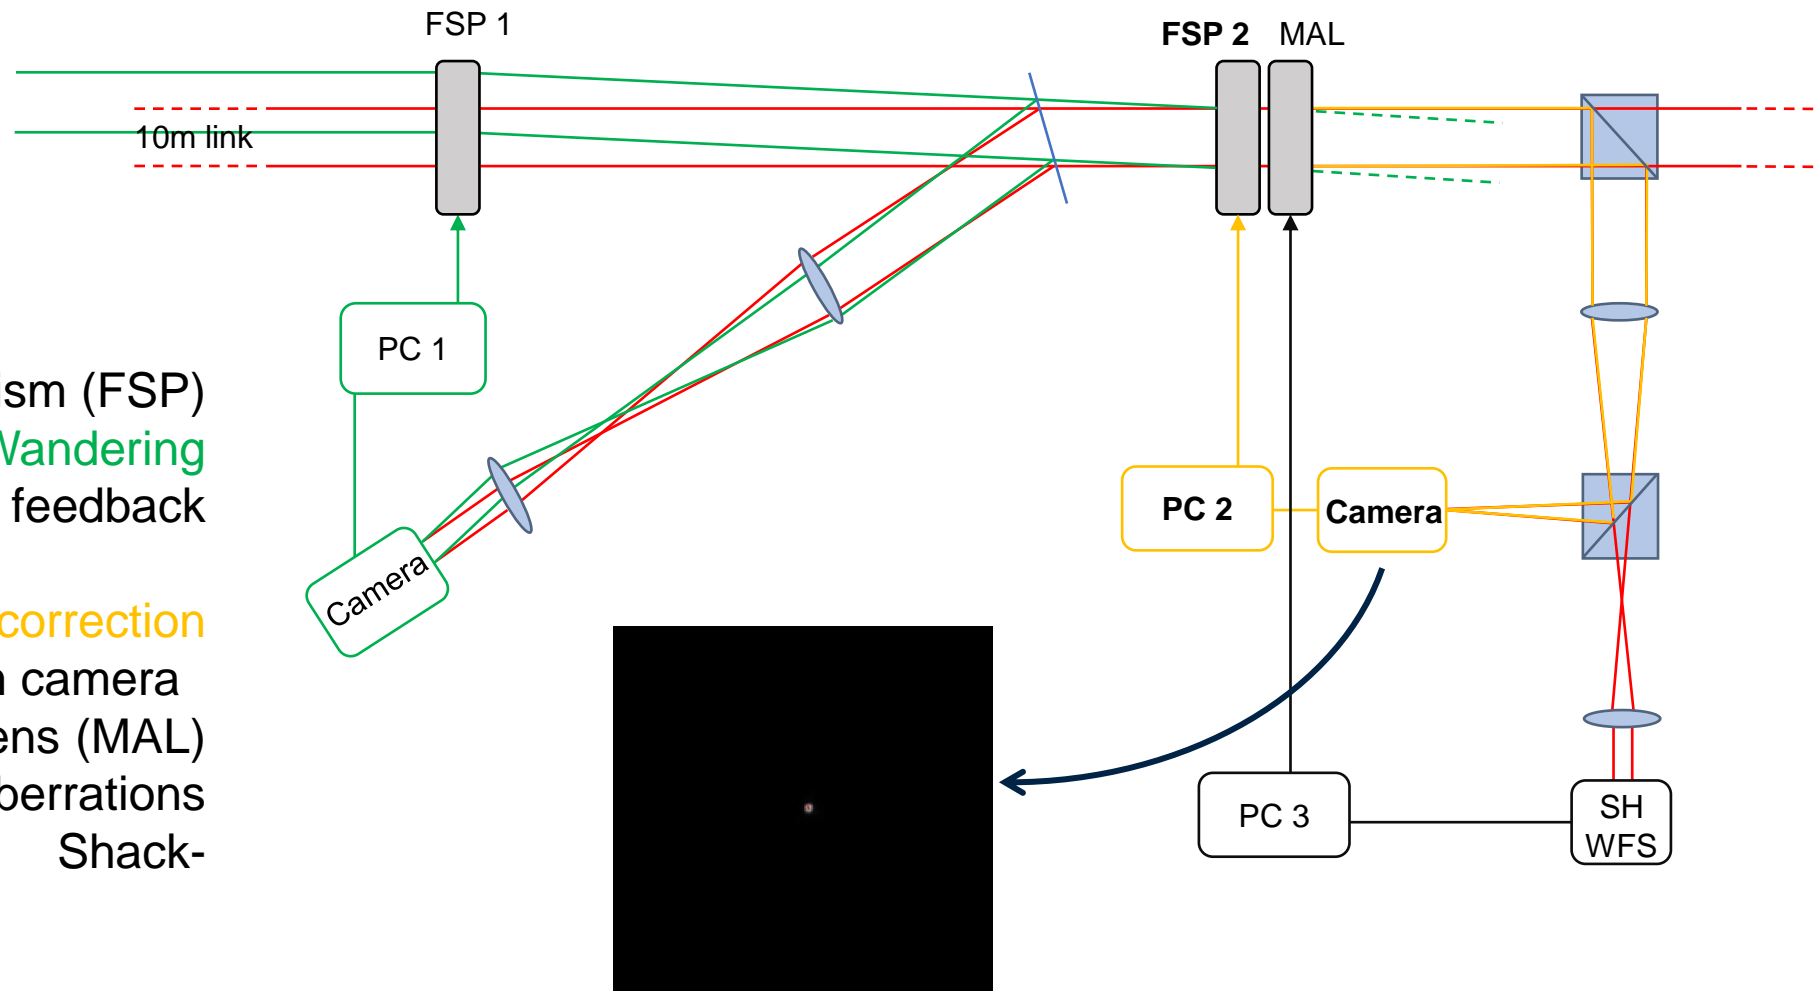 FSP 1
FSP 2 MAL
10m link
PC 1
ism (FSP)
Wandering
feedback
PC 2
Camera
Camera
correction
camera
ens (MAL)
berrations
Shack-
PC 3
SH
WFS